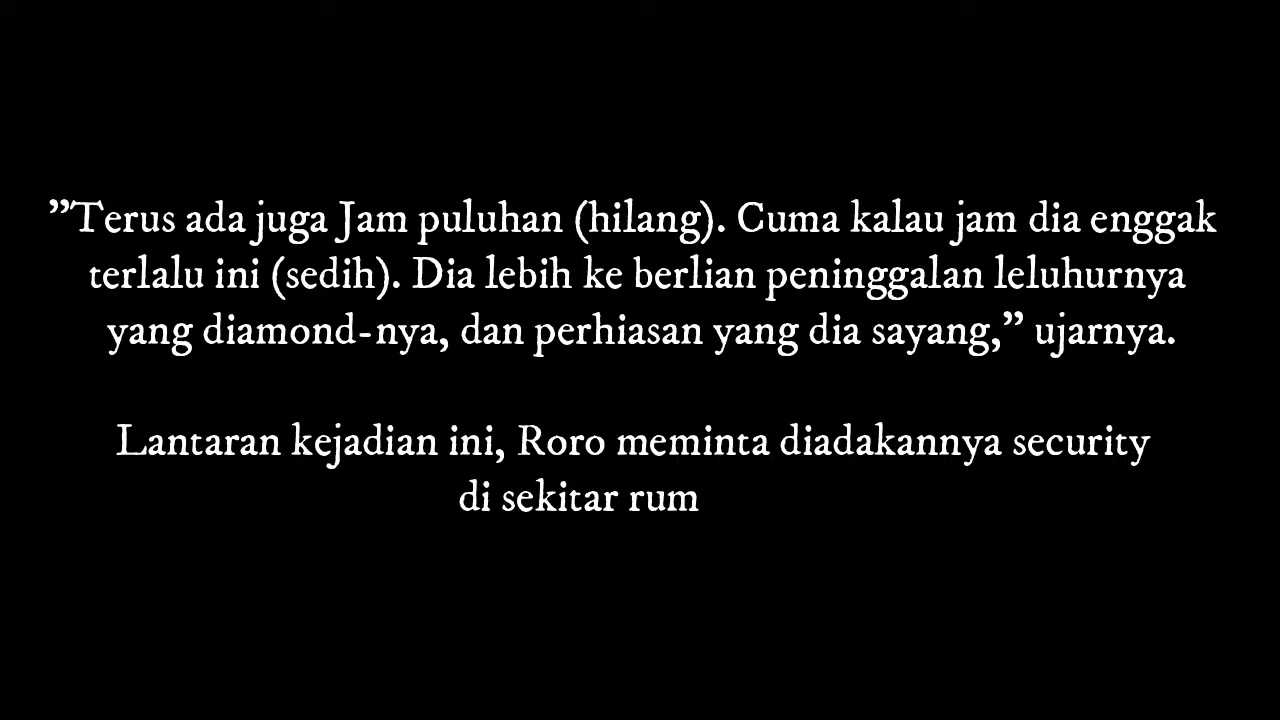 ”Terus ada juga Jam puluhan (hilang). Cuma kalau jam dia enggak
terlalu ini (sedih). Dia lebih ke berlian peninggalan leluhurnya
yang diamond-nya, dan perhiasan yang dia sayang,” ujarnya.
Lantaran kejadian ini, Roro meminta diadakannya security
di sekitar rum